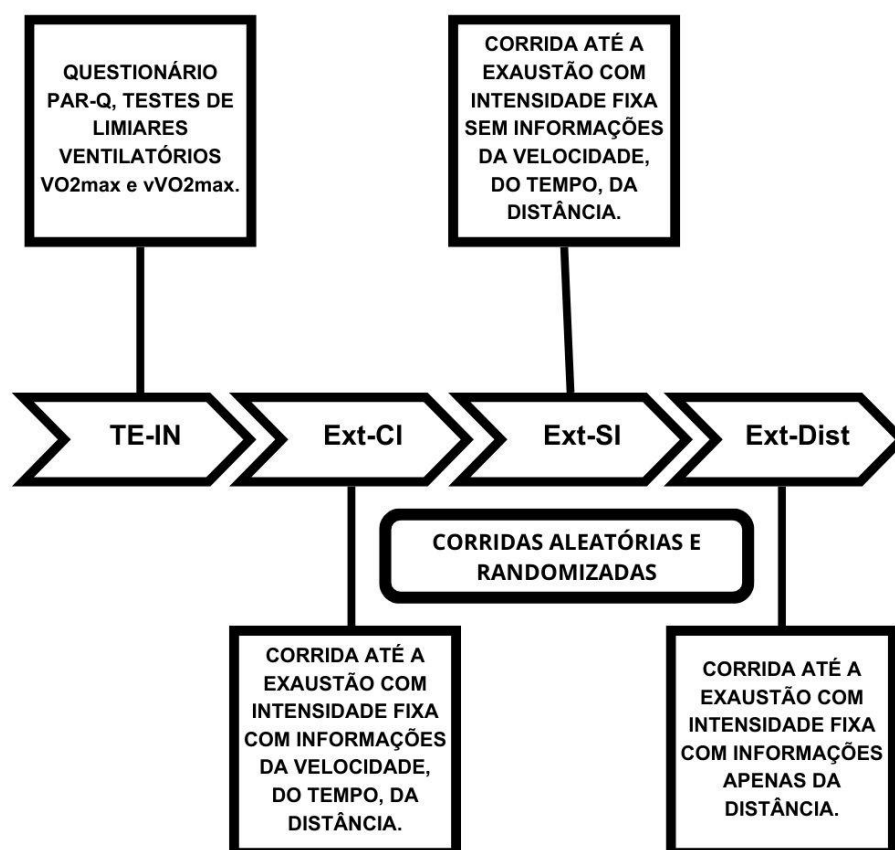 QUESTIONÁRIO
PAR-Q, TESTES DE
LIMIARES
VENTILATÓRIOS
VO2max e vVO2max.
CORRIDA ATÉ A
EXAUSTÃO COM
INTENSIDADE FIXA
SEM INFORMAÇÕES
DA VELOCIDADE,
DO TEMPO, DA
DISTÂNCIA.
TE-IN
Ext-CI
Ext-SI
Ext-Dist
CORRIDAS ALEATÓRIAS E
RANDOMIZADAS
CORRIDA ATÉ A
EXAUSTÃO COM
INTENSIDADE FIXA
COM INFORMAÇÕES
DA VELOCIDADE,
DO TEMPO, DA
DISTÂNCIA.
CORRIDA ATÉ A
EXAUSTÃO COM
INTENSIDADE FIXA
COM INFORMAÇÕES
APENAS DA
DISTÂNCIA.